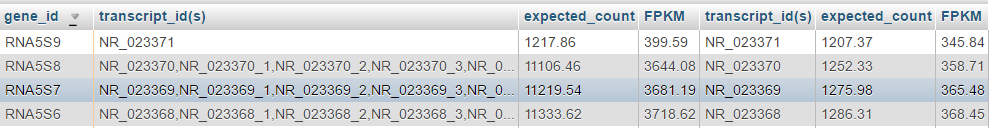 gene_id transcript_id(s) expected_count FPKM transcript_id(s) expected_count FPKM
RNA5S9 NR_023371 1217.86 399.59 NR_023371 1207.37 345.84
RNA5S8 NR_023370,NR_023370_1,NR_023370_2,NR_023370_3,NR_0... 11106.46 3644.08 NR_023370 1252.33 358.71
RNA5S7 NR_023369,NR_023369_1,NR_023369_2,NR_023369_3,NR_0... 11219.54 3681.19 NR_023369 1275.98 365.48
RNA5S6 NR_023368,NR_023368_1,NR_023368_2,NR_023368_3,NR_0... 11333.62 3718.62 NR_023368 1286.31 368.45